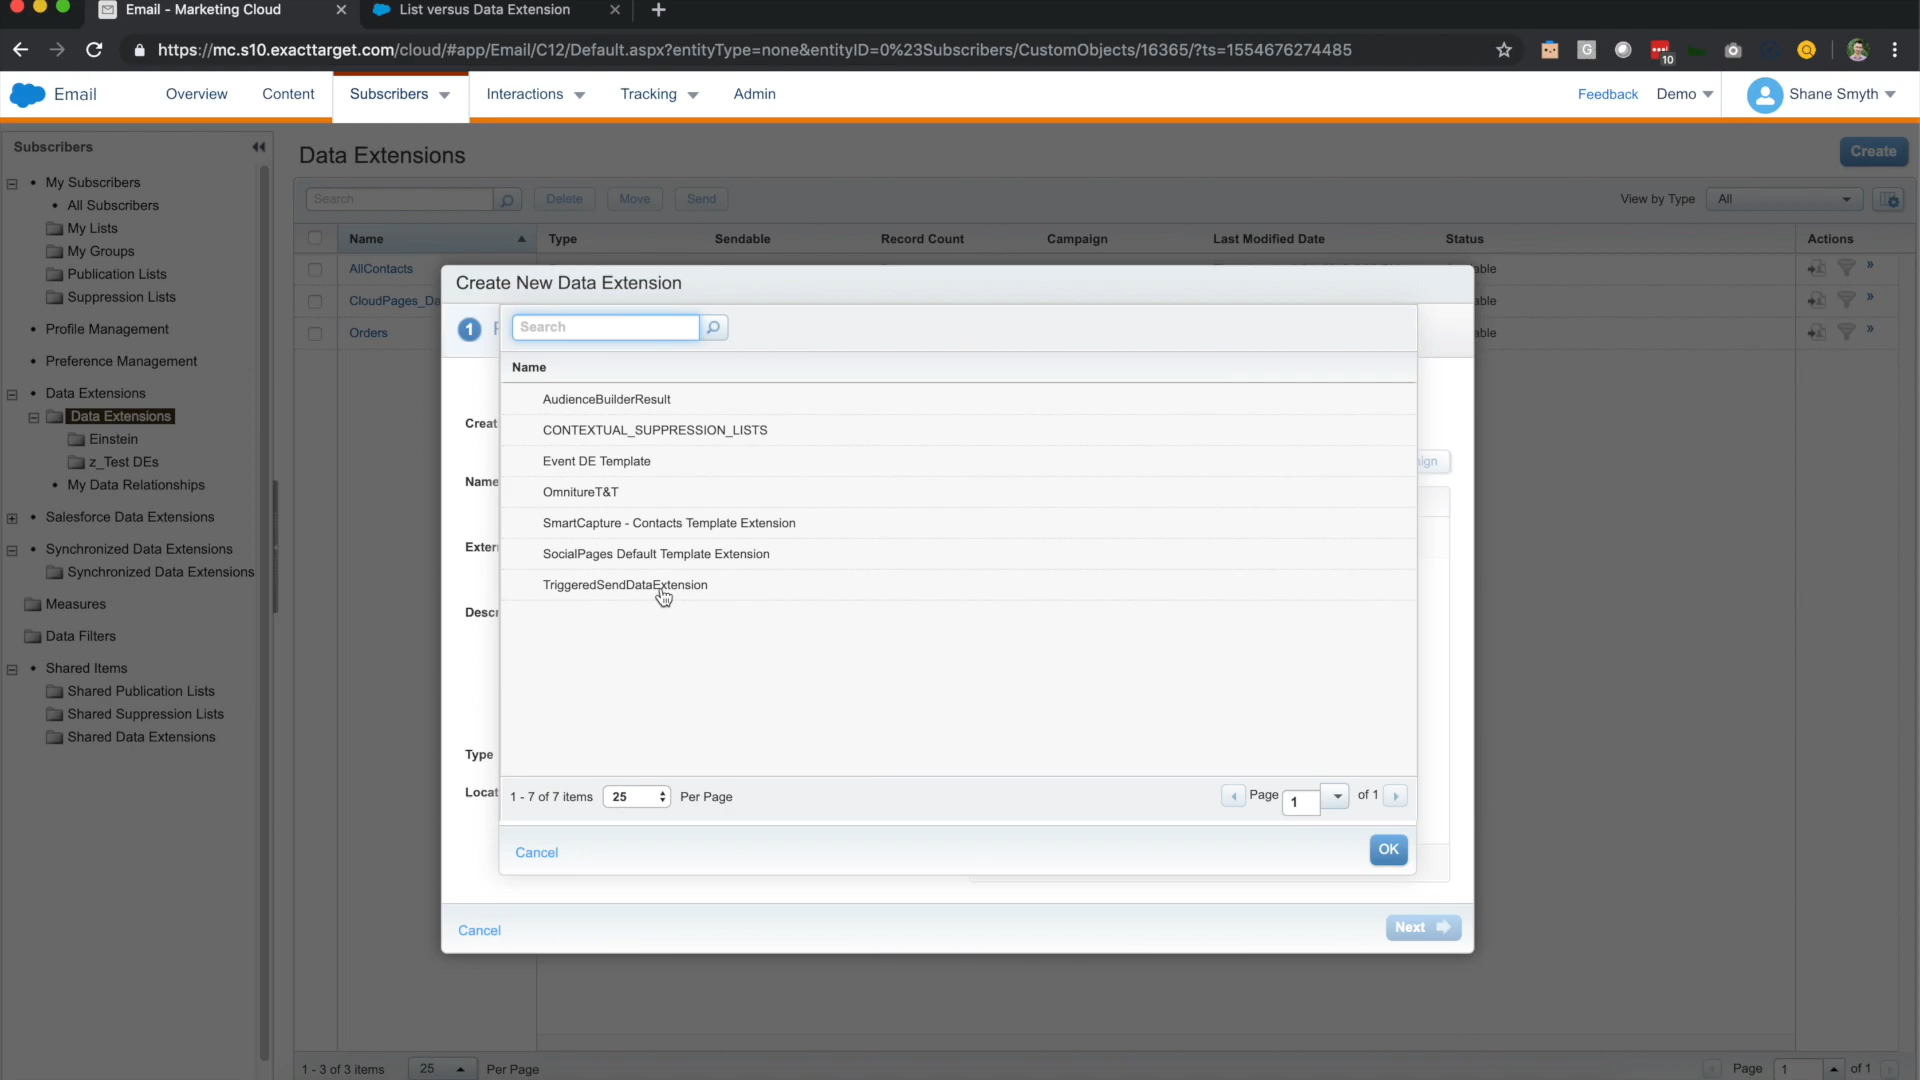 Email - Marketing Cloud
List versus Data Extension
https://mc.s10.exacttarget.com/cloud/#app/Email/C12/Default.aspx?entityType=none&entityID=0%23Subscribers/CustomObjects/16365/?ts=1554676274485
10
Email
Overview
Content
Subscribers
Interactions
Tracking
Admin
Feedback
Demo
Shane Smyth
Subscribers
My Subscribers
All Subscribers
My Lists
My Groups
Publication Lists
Suppression Lists
Profile Management
Preference Management
Data Extensions
Data Extensions
Einstein
z_Test DEs
My Data Relationships
Salesforce Data Extensions
Synchronized Data Extensions
Synchronized Data Extensions
Measures
Data Filters
Shared Items
Shared Publication Lists
Shared Suppression Lists
Shared Data Extensions
Data Extensions
Create
Search
Delete
Move
Send
View by Type
All
Name
Type
Sendable
Record Count
Campaign
Last Modified Date
Status
Actions
AllContacts
CloudPages_Da
Orders
Create New Data Extension
1
Search
Name
AudienceBuilderResult
CONTEXTUAL_SUPPRESSION_LISTS
Event DE Template
OmnitureT&T
SmartCapture - Contacts Template Extension
SocialPages Default Template Extension
TriggeredSendDataExtension
Creat
Name
Exter
Descr
Type
Locat
1 - 7 of 7 items
25
Per Page
Page
1
of 1
Cancel
OK
Cancel
Next
1 - 3 of 3 items
25
Per Page
Page
1
of 1